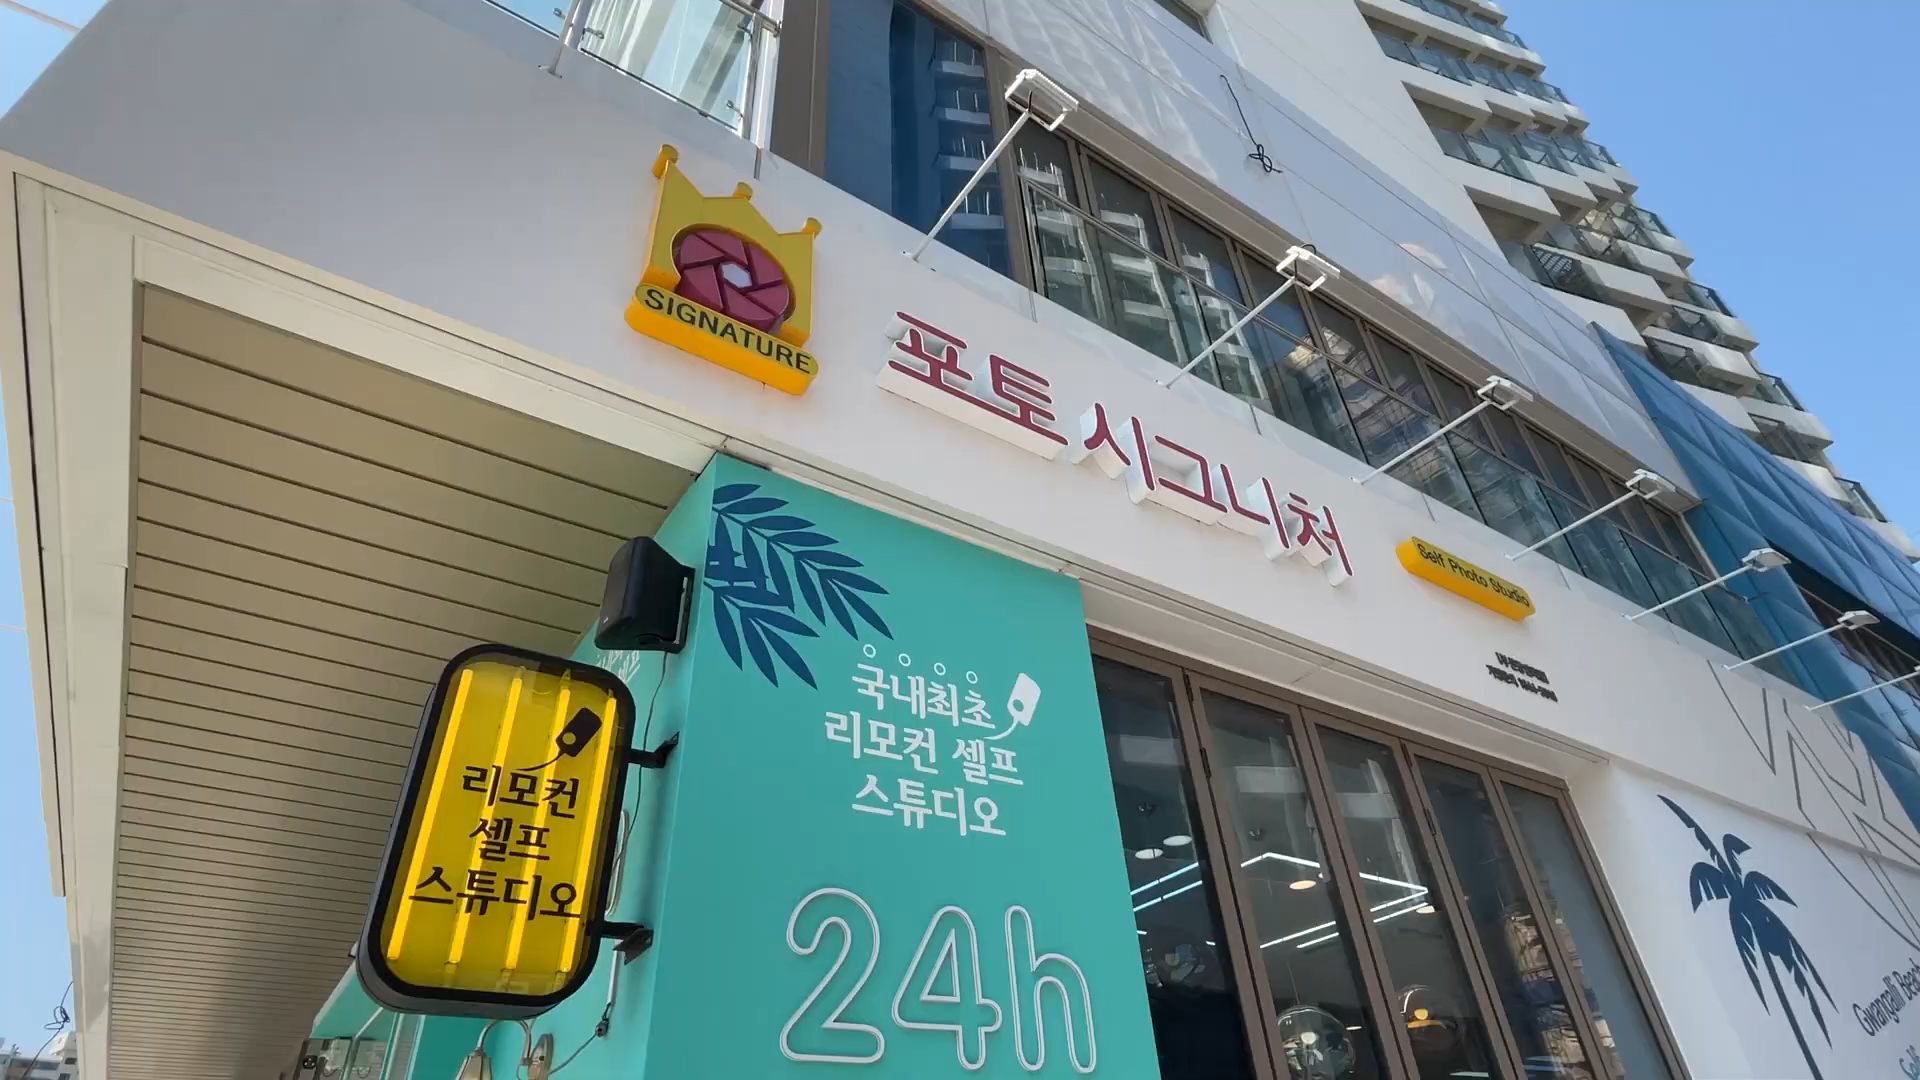 SIGNATURE
포토 시그니처
Self Photo Studio
국내최초
리모컨 셀프
스튜디오
24h
리모컨
셀프
스튜디오
Gwangalli Beach